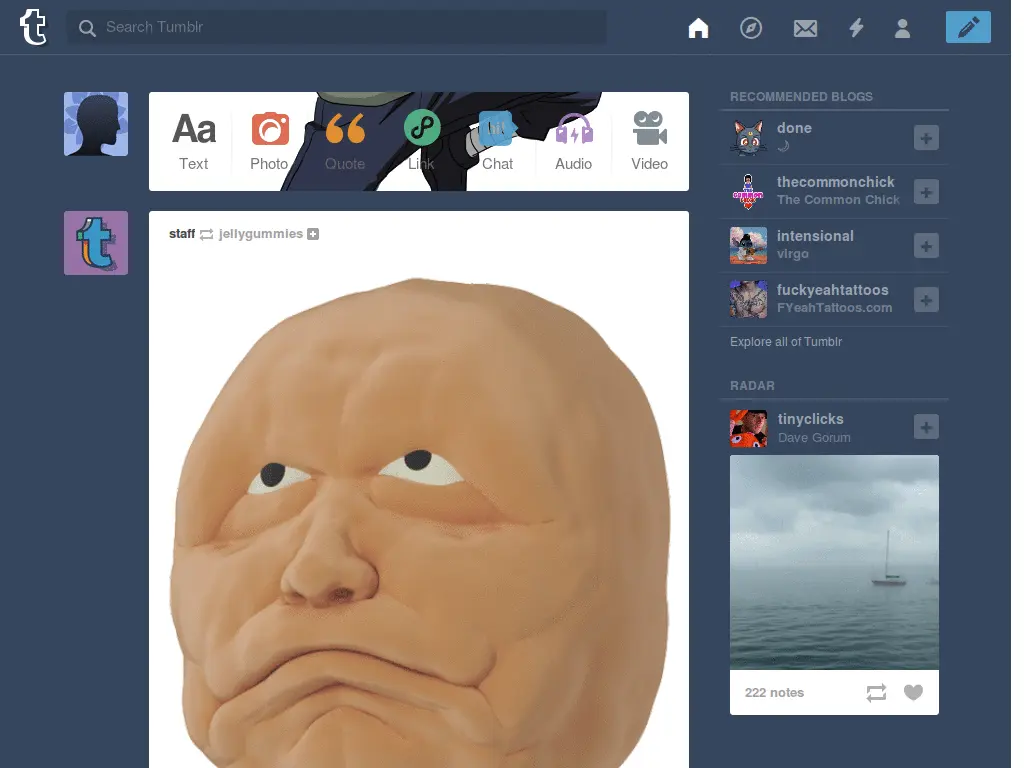 Search Tumblr
Aa
Text
Photo
Quote
Link
hi!
Chat
Audio
Video
staff jellygummies
RECOMMENDED BLOGS
done
thecommonchick
The Common Chick
intensional
virgo
fuckyeahtattoos
FYeahTattoos.com
Explore all of Tumblr
RADAR
tinyclicks
Dave Gorum
222 notes